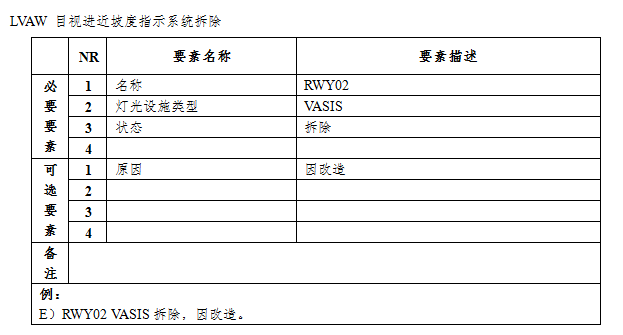 LVAW 目视进近坡度指示系统拆除
NR 要素名称 要素描述
必要要素
1 名称 RWY02
2 灯光设施类型 VASIS
3 状态 拆除
4
可选要素
1 原因 因改造
2
3
4
备注
例：
E）RWY02 VASIS 拆除，因改造。